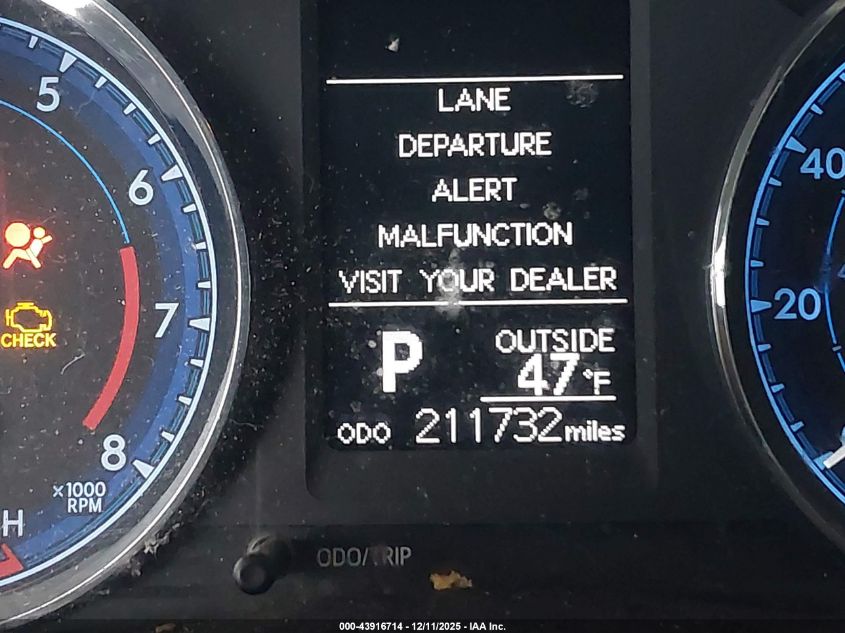 5
6
7
8
x1000
RPM
H
CHECK
LANE
DEPARTURE
ALERT
MALFUNCTION
VISIT YOUR DEALER
P
OUTSIDE
47°F
ODO 211732 miles
ODO/TRIP
40
20
000-43916714 - 12/11/2025 - IAA Inc.